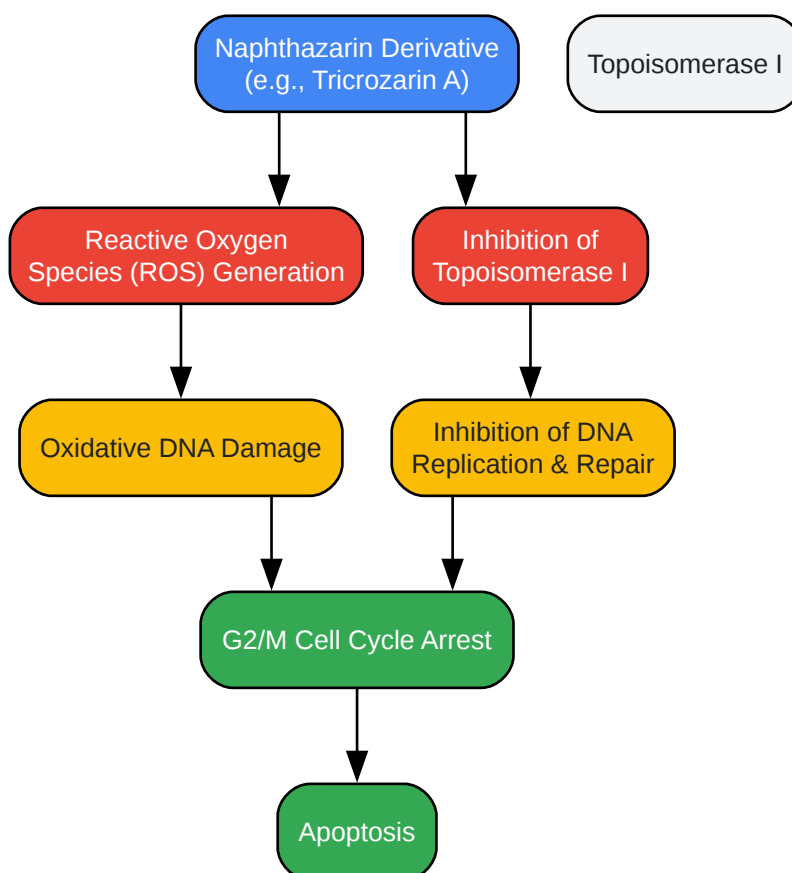 Naphthazarin Derivative
(e.g., Tricrozarin A)
Topoisomerase I
Reactive Oxygen
Species (ROS) Generation
Inhibition of
Topoisomerase I
Oxidative DNA Damage
Inhibition of DNA
Replication & Repair
G2/M Cell Cycle Arrest
Apoptosis